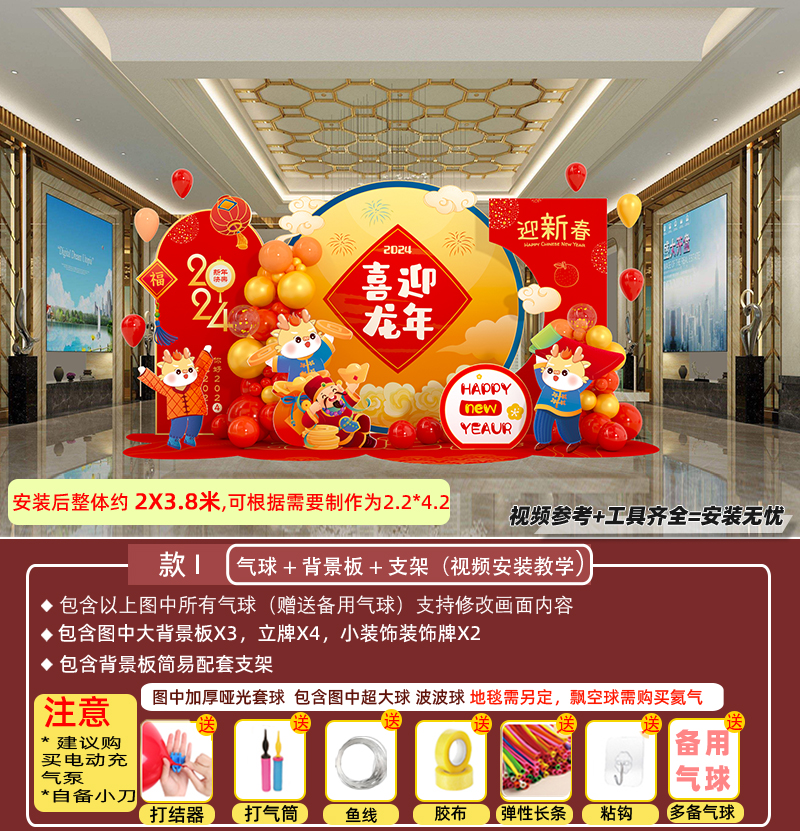 迎新春
HAPPY CHINESE NEW YEAR
2024
新年
快乐
福
2024
喜迎
龙年
你好2024
HAPPY
new
YEAUR
安装后整体约 2X3.8米,可根据需要制作为2.2*4.2
视频参考+工具齐全=安装无忧
款1
气球+背景板+支架（视频安装教学）
◆ 包含以上图中所有气球（赠送备用气球）支持修改画面内容
◆ 包含图中大背景板X3，立牌X4，小装饰装饰牌X2
◆ 包含背景板简易配套支架
图中加厚哑光套球 包含图中超大球 波波球 地毯需另定，飘空球需购买氦气
注意
* 建议购
买电动充
气泵
*自备小刀
送 送 送 送 送 送 送
备用
气球
打结器 打气筒 鱼线 胶布 弹性长条 粘钩 多备气球